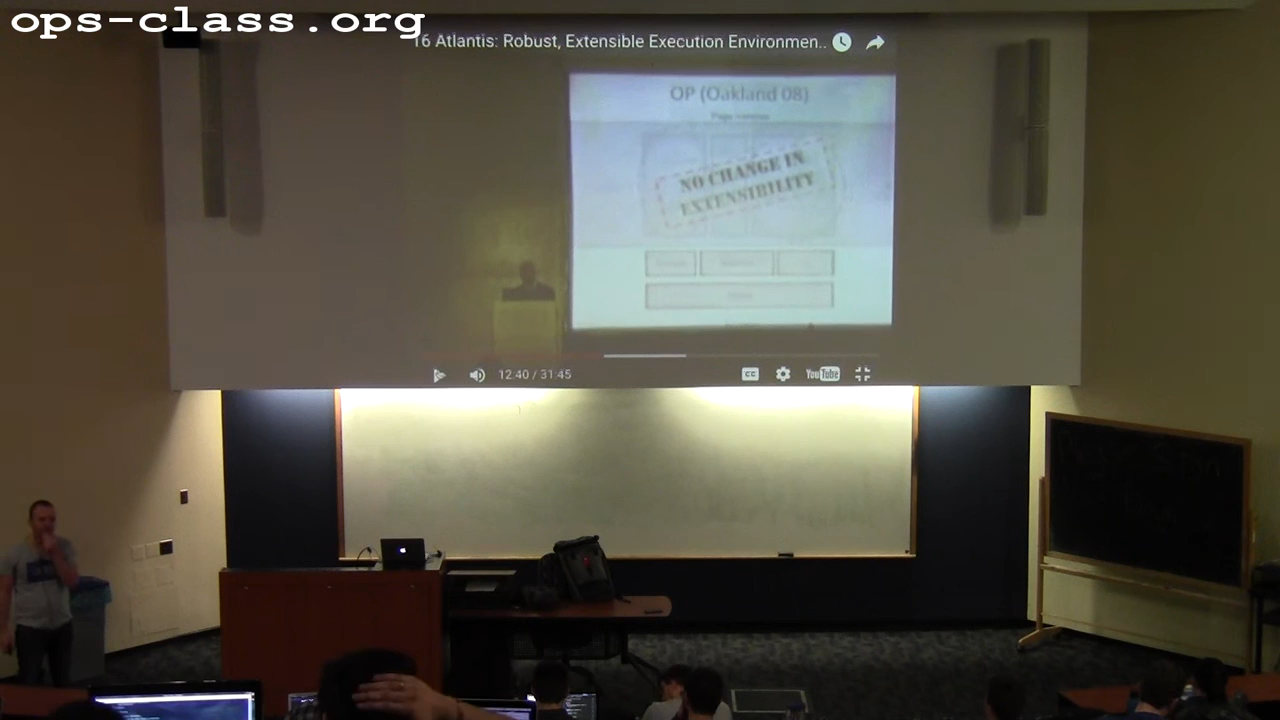 ops-class.org
16 Atlantis: Robust, Extensible Execution Environmen..
OP (Oakland 08)
NO CHANGE IN
EXTENSIBILITY
12:40 / 31:45
CC
YouTube